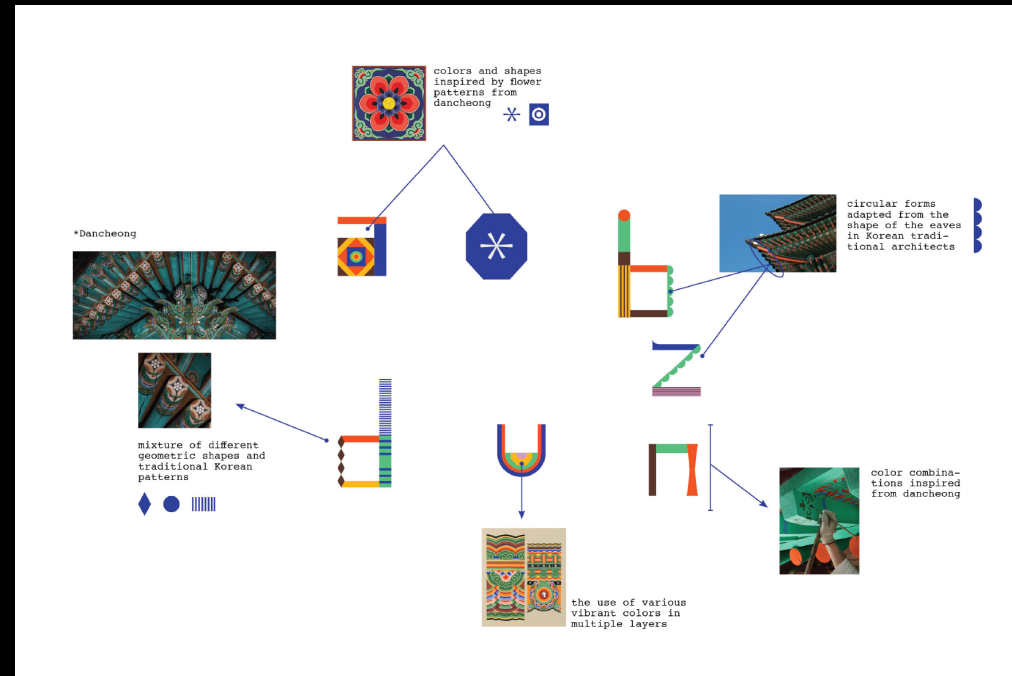 colors and shapes
inspired by flower
patterns from
dancheong
a
b
circular forms
adapted from the
shape of the eaves
in Korean tradi-
tional architects
*Dancheong
z
mixture of different
geometric shapes and
traditional Korean
patterns
d
u
n
color combina-
tions inspired
from dancheong
the use of various
vibrant colors in
multiple layers